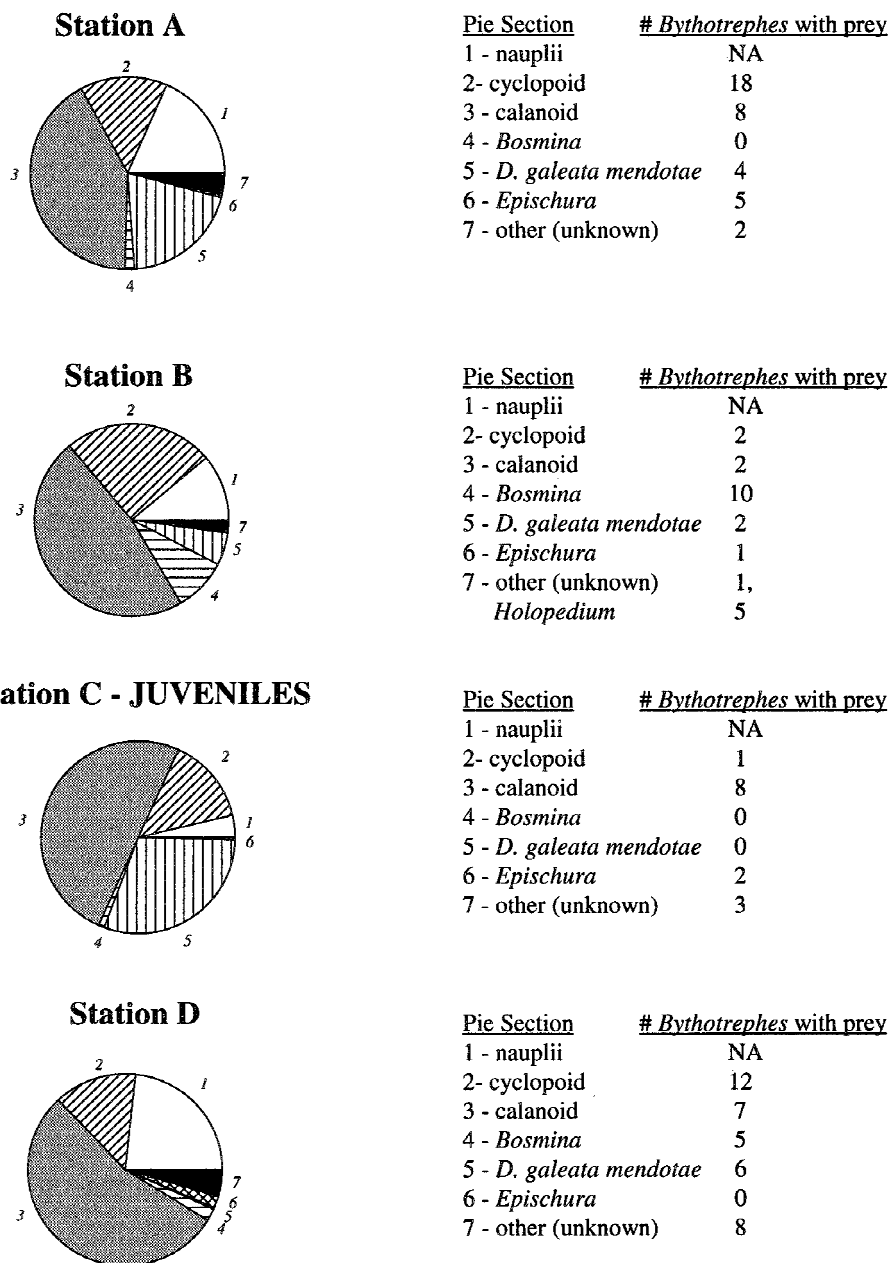 Station A
Pie Section # Bythotrephes with prey
1 - nauplii NA
2- cyclopoid 18
3 - calanoid 8
4 - Bosmina 0
5 - D. galeata mendotae 4
6 - Epischura 5
7 - other (unknown) 2
2
1
3
7
6
5
4
Station B
Pie Section # Bythotrephes with prey
1 - nauplii NA
2- cyclopoid 2
3 - calanoid 2
4 - Bosmina 10
5 - D. galeata mendotae 2
6 - Epischura 1
7 - other (unknown) 1,
Holopedium 5
2
1
3
7
5
4
ation C - JUVENILES
Pie Section # Bythotrephes with prey
1 - nauplii NA
2- cyclopoid 1
3 - calanoid 8
4 - Bosmina 0
5 - D. galeata mendotae 0
6 - Epischura 2
7 - other (unknown) 3
2
3
1
6
4
5
Station D
Pie Section # Bythotrephes with prey
1 - nauplii NA
2- cyclopoid 12
3 - calanoid 7
4 - Bosmina 5
5 - D. galeata mendotae 6
6 - Epischura 0
7 - other (unknown) 8
2
1
7
6
5
3
4